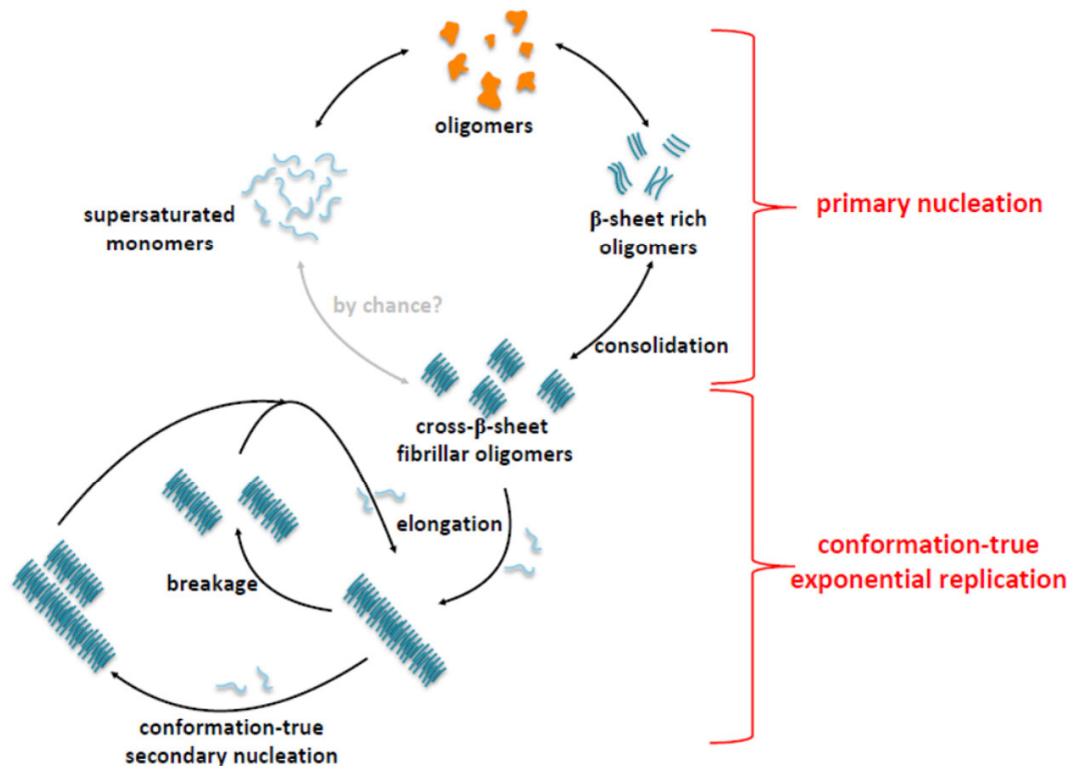 oligomers
supersaturated
monomers
β-sheet rich
oligomers
primary nucleation
by chance?
consolidation
cross-β-sheet
fibrillar oligomers
elongation
breakage
conformation-true
exponential replication
conformation-true
secondary nucleation